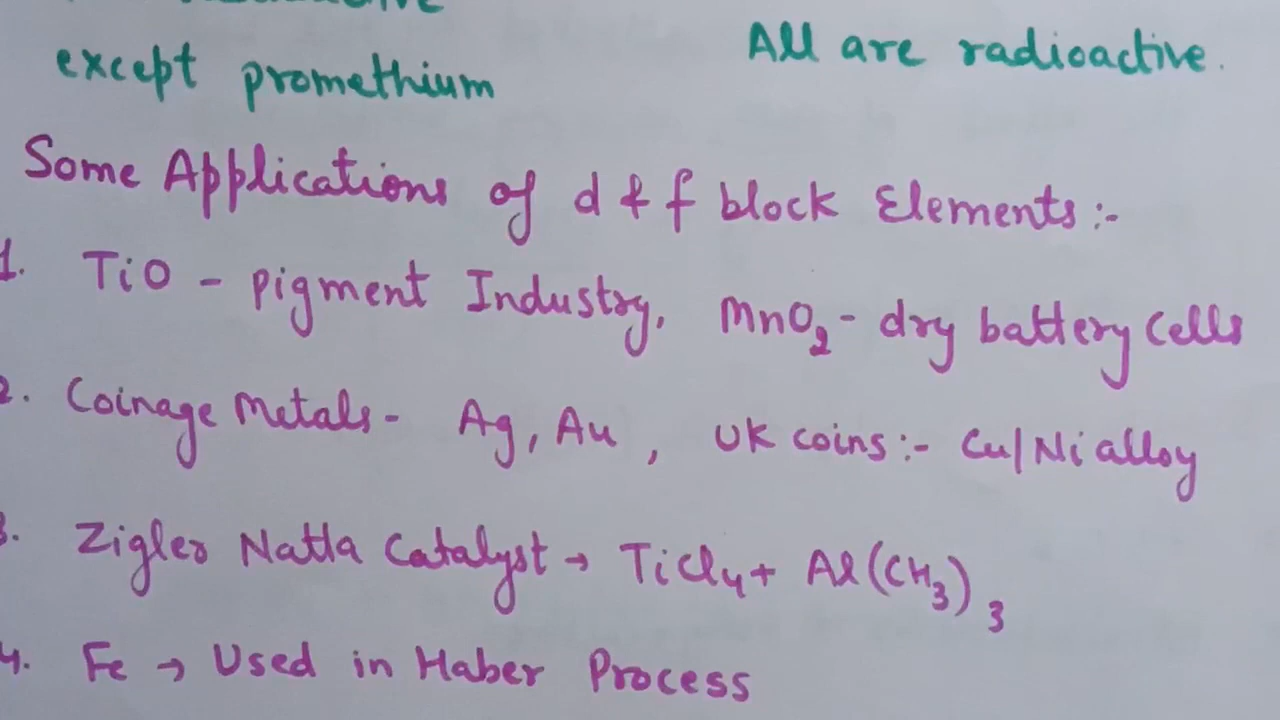 except promethium
All are radioactive.
Some Applications of d & f block Elements :-
1. TiO - pigment Industry, MnO₂ - dry battery cells
2. Coinage Metals - Ag, Au, UK coins :- Cu/Ni alloy
3. Zigler Natta Catalyst → TiCl₄ + Al(CH₃)₃
4. Fe → Used in Haber Process